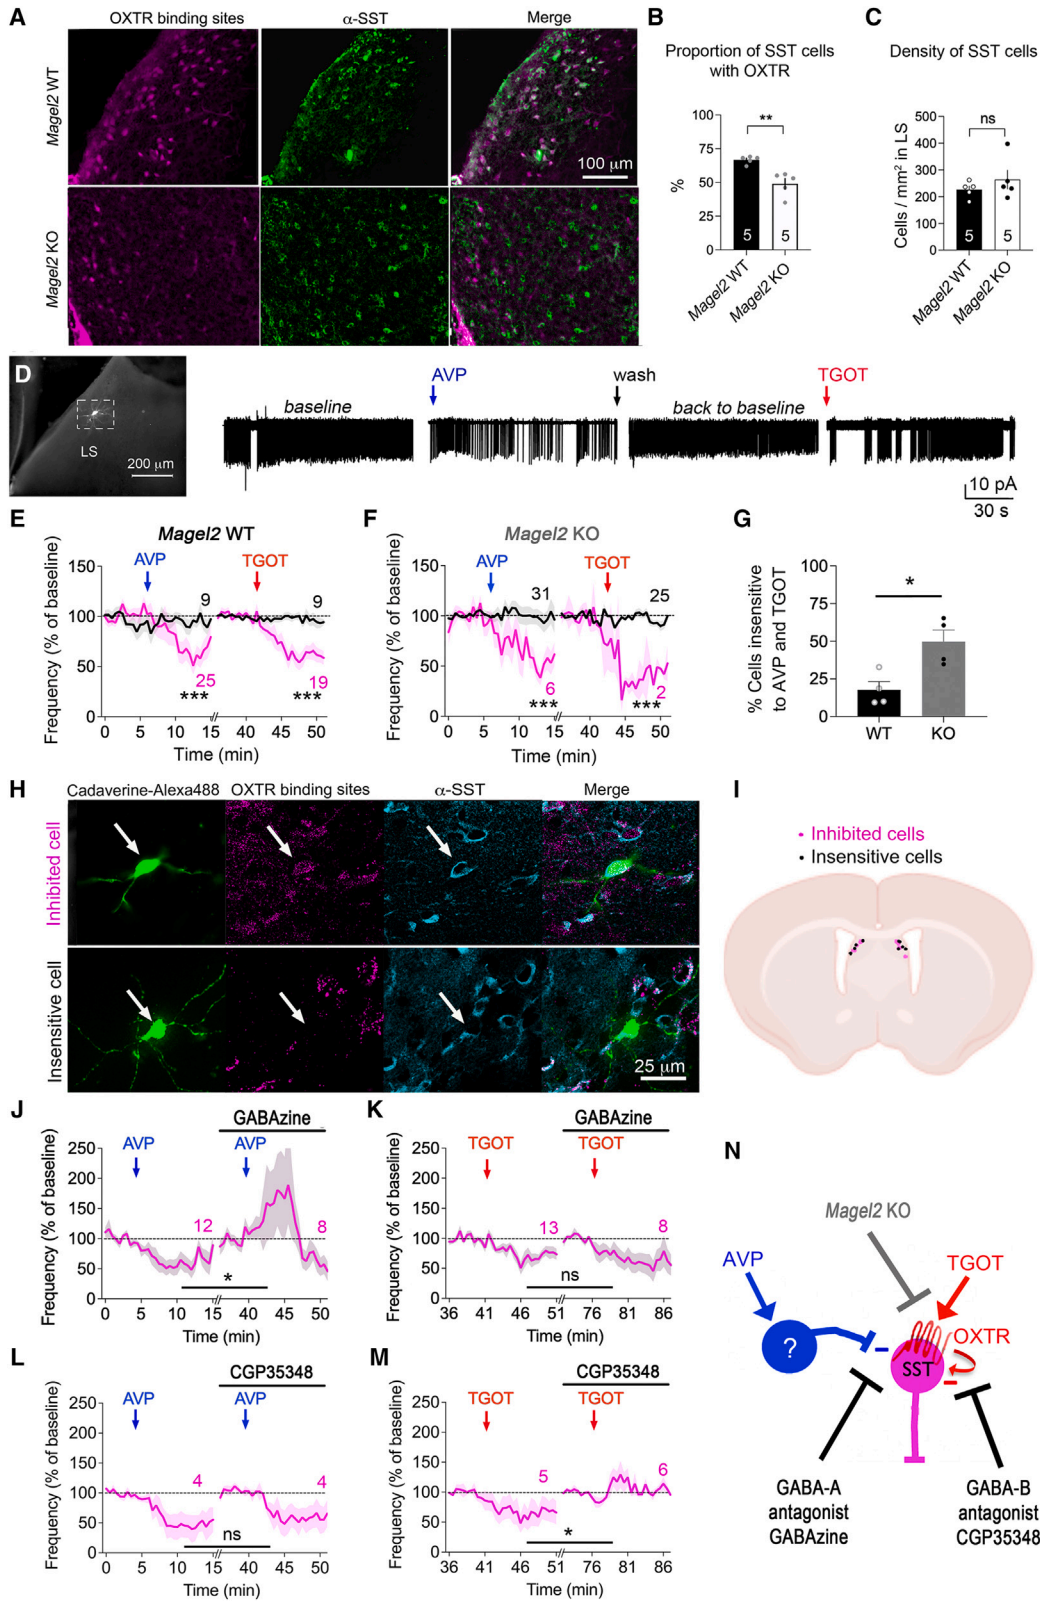 A
OXTR binding sites
α-SST
Merge
Magel2 WT
Magel2 KO
100 μm
B
Proportion of SST cells
with OXTR
**
100
75
50
25
0
%
5
5
Magel2 WT
Magel2 KO
C
Density of SST cells
ns
500
400
300
200
100
0
Cells / mm² in LS
5
5
Magel2 WT
Magel2 KO
D
LS
200 μm
baseline
AVP
wash
back to baseline
TGOT
10 pA
30 s
E
Magel2 WT
Frequency (% of baseline)
150
100
50
0
AVP
TGOT
9
9
25
19
***
***
0 5 10 15 40 45 50
Time (min)
F
Magel2 KO
Frequency (% of baseline)
150
100
50
0
AVP
TGOT
31
25
6
2
***
***
0 5 10 15 40 45 50
Time (min)
G
% Cells insensitive
to AVP and TGOT
100
75
50
25
0
*
WT
KO
H
Cadaverine-Alexa488
OXTR binding sites
α-SST
Merge
Inhibited cell
Insensitive cell
25 μm
I
Inhibited cells
Insensitive cells
J
GABAzine
AVP
AVP
Frequency (% of baseline)
250
200
150
100
50
0
12
8
*
0 5 10 15 40 45 50
Time (min)
K
GABAzine
TGOT
TGOT
Frequency (% of baseline)
250
200
150
100
50
0
13
8
ns
36 41 46 51 76 81 86
Time (min)
L
CGP35348
AVP
AVP
Frequency (% of baseline)
250
200
150
100
50
0
4
4
ns
0 5 10 15 40 45 50
Time (min)
M
CGP35348
TGOT
TGOT
Frequency (% of baseline)
250
200
150
100
50
0
5
6
*
36 41 46 51 76 81 86
Time (min)
N
Magel2 KO
AVP
TGOT
?
OXTR
SST
GABA-A
antagonist
GABAzine
GABA-B
antagonist
CGP35348